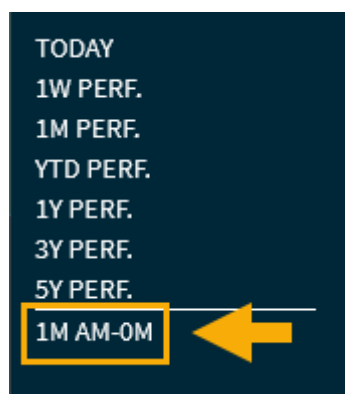 TODAY
1W PERF.
1M PERF.
YTD PERF.
1Y PERF.
3Y PERF.
5Y PERF.
1M AM-0M